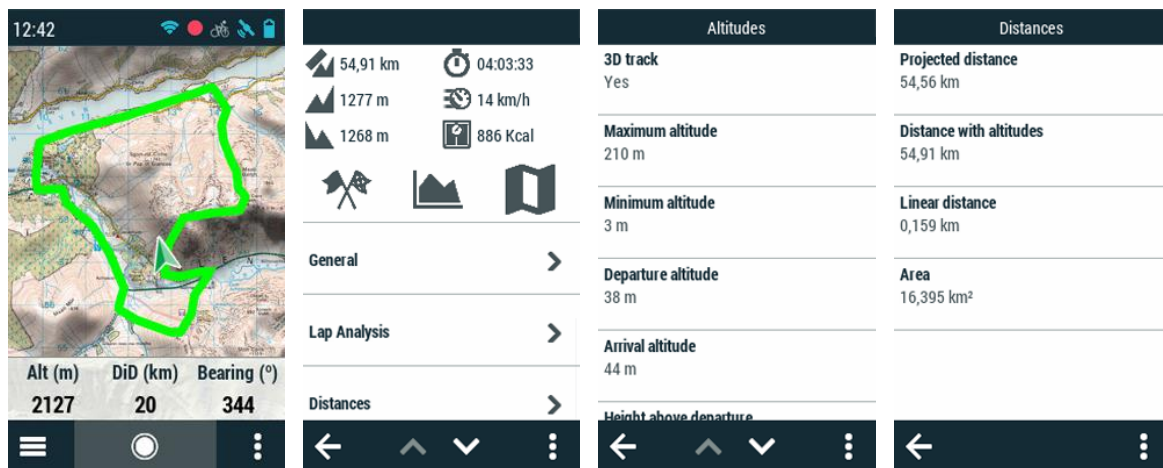 12:42
Alt (m) DiD (km) Bearing (º)
2127 20 344
54,91 km 04:03:33
1277 m 14 km/h
1268 m 886 Kcal
General
Lap Analysis
Distances
Altitudes
3D track
Yes
Maximum altitude
210 m
Minimum altitude
3 m
Departure altitude
38 m
Arrival altitude
44 m
Height above departure
Distances
Projected distance
54,56 km
Distance with altitudes
54,91 km
Linear distance
0,159 km
Area
16,395 km²